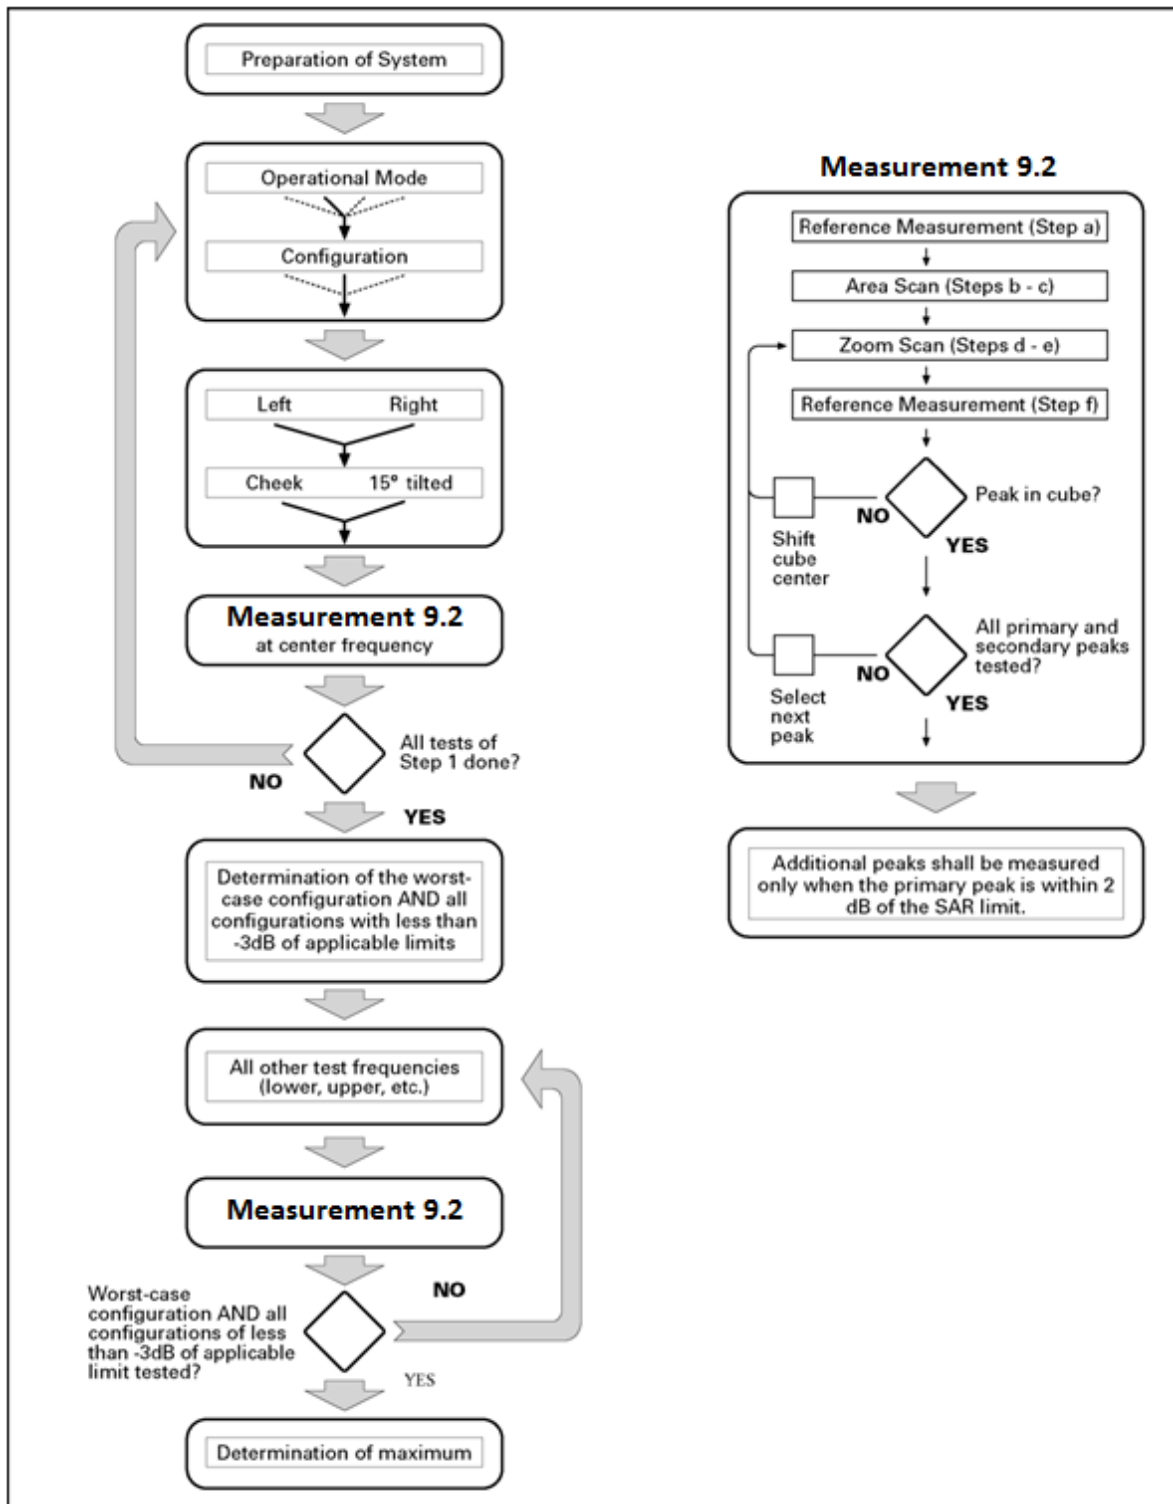 Preparation of System
Operational Mode
Configuration
Left Right
Cheek 15° tilted
Measurement 9.2
at center frequency
All tests of
Step 1 done?
NO
YES
Determination of the worst-
case configuration AND all
configurations with less than
-3dB of applicable limits
All other test frequencies
(lower, upper, etc.)
Measurement 9.2
NO
Worst-case
configuration AND all
configurations of less
than -3dB of applicable
limit tested?
YES
Determination of maximum
Measurement 9.2
Reference Measurement (Step a)
Area Scan (Steps b - c)
Zoom Scan (Steps d - e)
Reference Measurement (Step f)
Peak in cube?
NO
YES
Shift
cube
center
All primary and
secondary peaks
tested?
NO
YES
Select
next
peak
Additional peaks shall be measured
only when the primary peak is within 2
dB of the SAR limit.